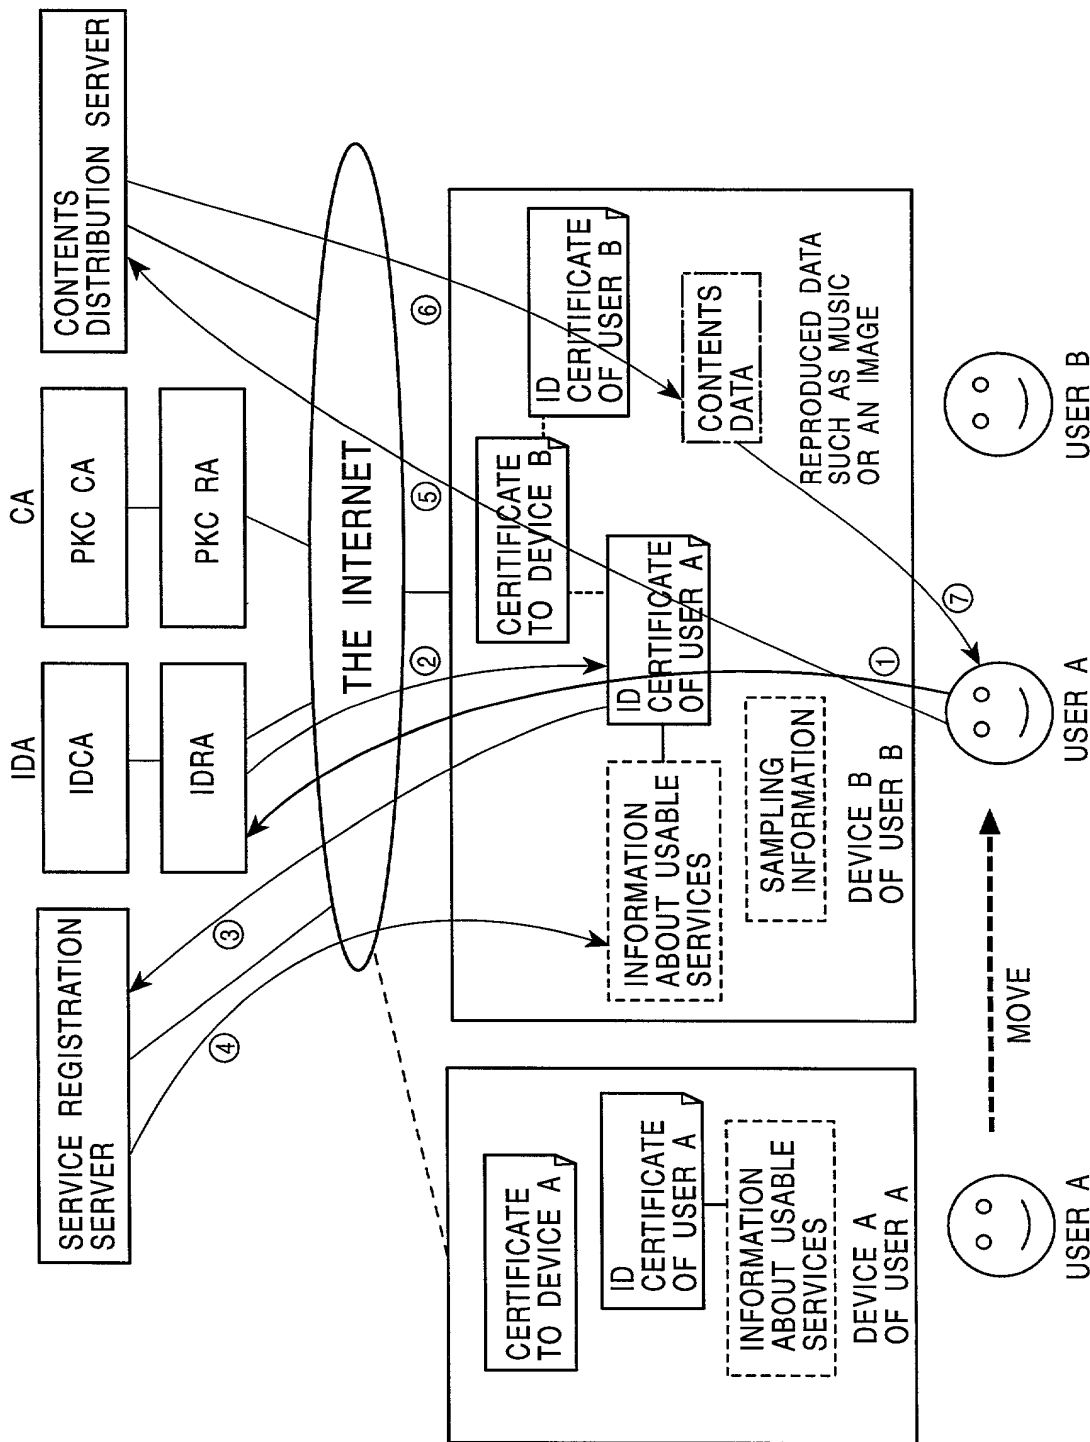 SERVICE REGISTRATION
SERVER
IDA
IDCA
IDRA
CA
PKC CA
PKC RA
CONTENTS
DISTRIBUTION SERVER
THE INTERNET
①
②
③
④
⑤
⑥
⑦
CERTIFICATE
TO DEVICE A
ID
CERTIFICATE
OF USER A
INFORMATION
ABOUT USABLE
SERVICES
DEVICE A
OF USER A
CERITIFICATE
TO DEVICE B
ID
CERTIFICATE
OF USER B
ID
CERTIFICATE
OF USER A
INFORMATION
ABOUT USABLE
SERVICES
SAMPLING
INFORMATION
CONTENTS
DATA
REPRODUCED DATA
SUCH AS MUSIC
OR AN IMAGE
DEVICE B
OF USER B
USER A
MOVE
USER A
USER B